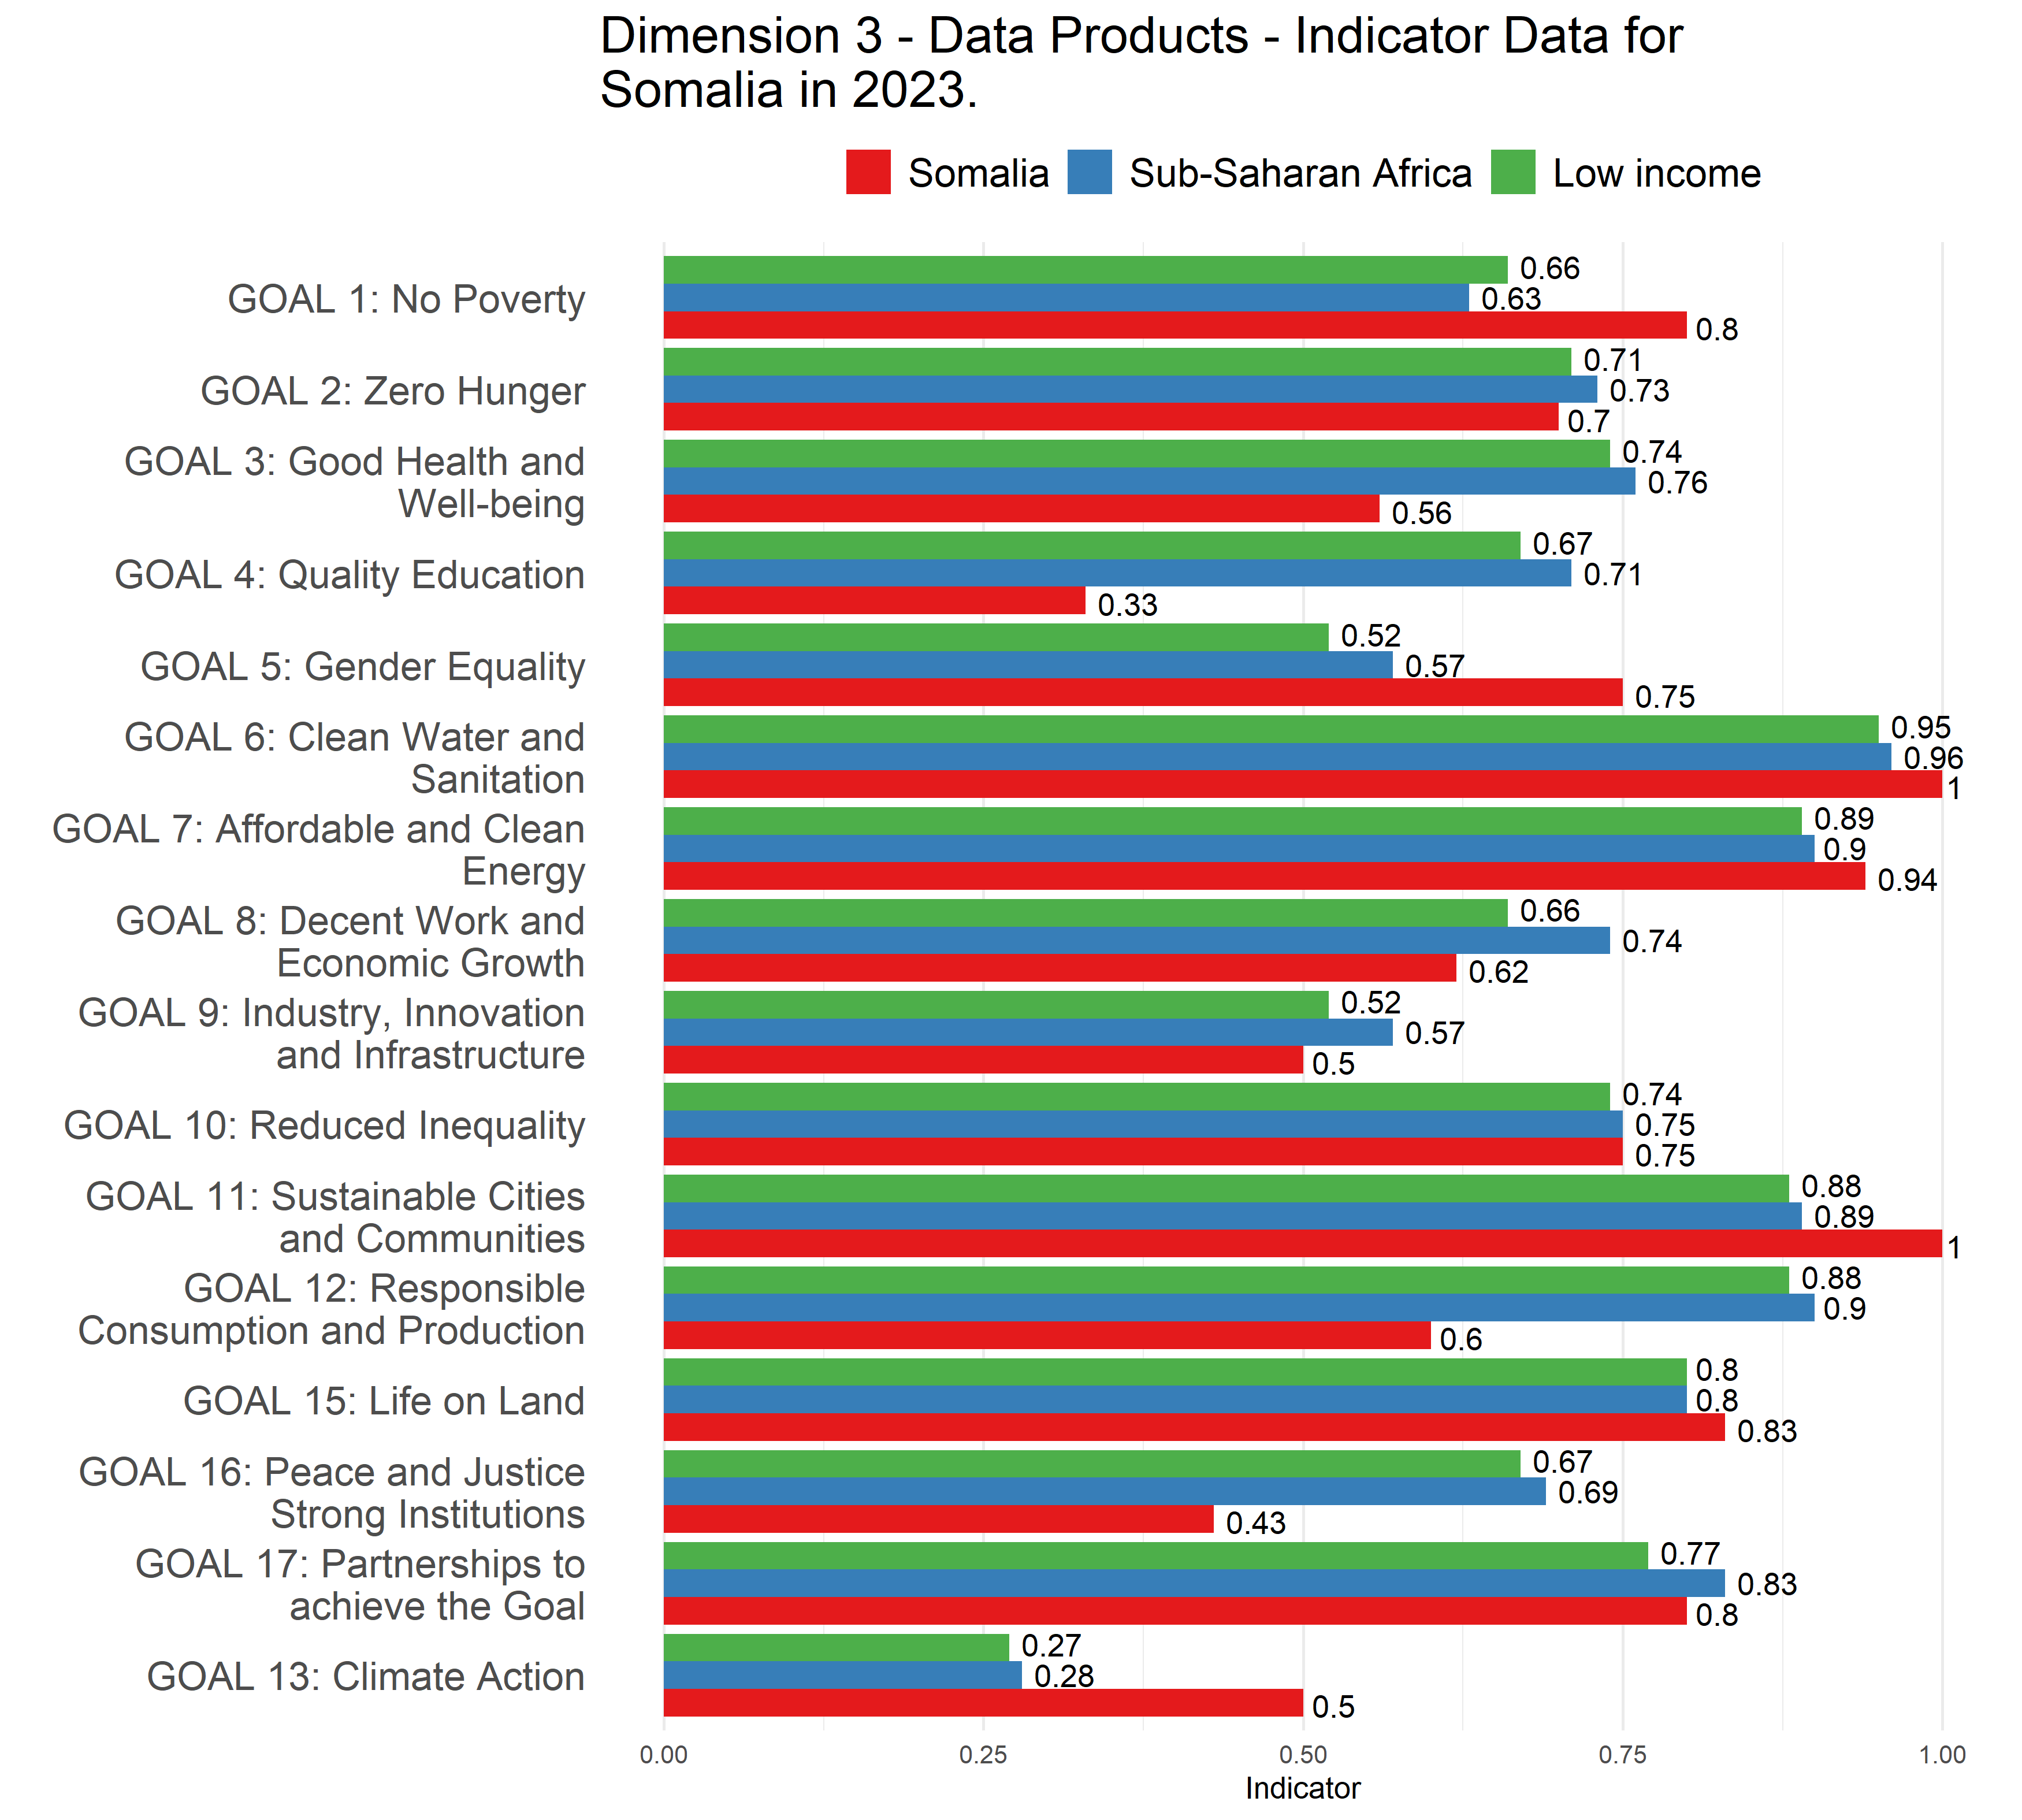 Dimension 3 - Data Products - Indicator Data for
Somalia in 2023.
Somalia
Sub-Saharan Africa
Low income
GOAL 1: No Poverty
0.66
0.63
0.8
GOAL 2: Zero Hunger
0.71
0.73
0.7
GOAL 3: Good Health and
Well-being
0.74
0.76
0.56
GOAL 4: Quality Education
0.67
0.71
0.33
GOAL 5: Gender Equality
0.52
0.57
0.75
GOAL 6: Clean Water and
Sanitation
0.95
0.96
1
GOAL 7: Affordable and Clean
Energy
0.89
0.9
0.94
GOAL 8: Decent Work and
Economic Growth
0.66
0.74
0.62
GOAL 9: Industry, Innovation
and Infrastructure
0.52
0.57
0.5
GOAL 10: Reduced Inequality
0.74
0.75
0.75
GOAL 11: Sustainable Cities
and Communities
0.88
0.89
1
GOAL 12: Responsible
Consumption and Production
0.88
0.9
0.6
GOAL 15: Life on Land
0.8
0.8
0.83
GOAL 16: Peace and Justice
Strong Institutions
0.67
0.69
0.43
GOAL 17: Partnerships to
achieve the Goal
0.77
0.83
0.8
GOAL 13: Climate Action
0.27
0.28
0.5
0.00
0.25
0.50
0.75
1.00
Indicator